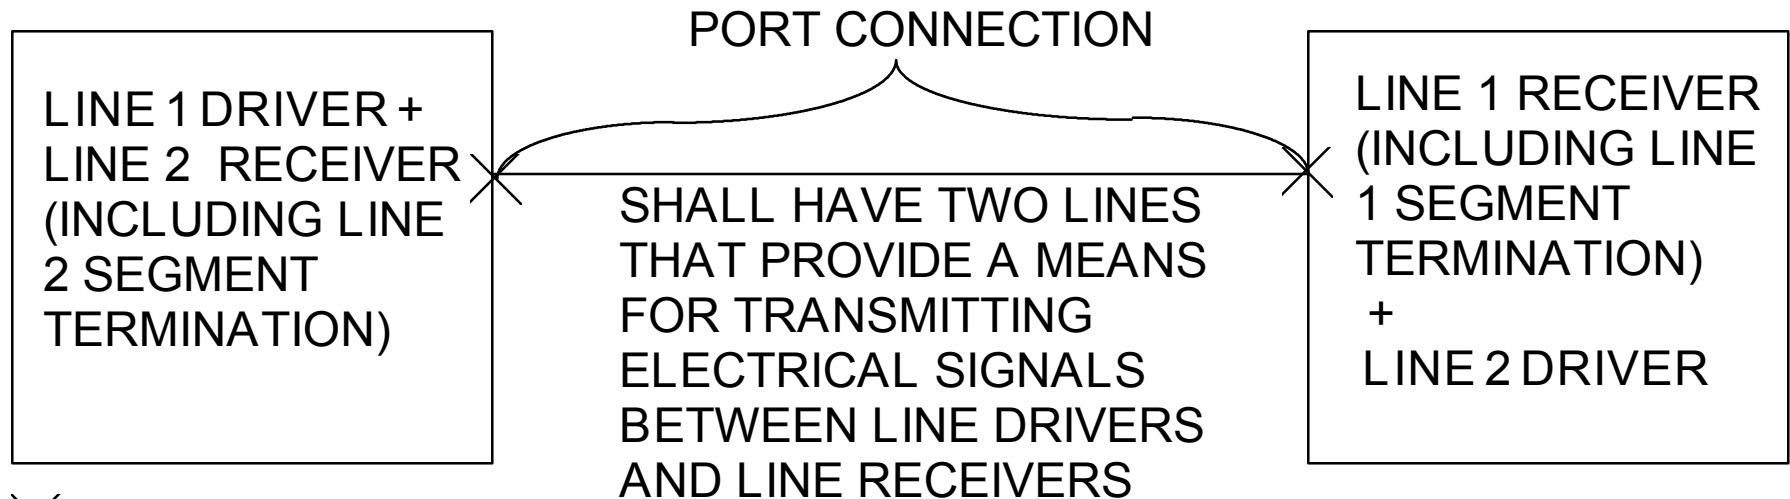 PORT CONNECTION
LINE 1 DRIVER +
LINE 2 RECEIVER
(INCLUDING LINE
2 SEGMENT
TERMINATION)
SHALL HAVE TWO LINES
THAT PROVIDE A MEANS
FOR TRANSMITTING
ELECTRICAL SIGNALS
BETWEEN LINE DRIVERS
AND LINE RECEIVERS
LINE 1 RECEIVER
(INCLUDING LINE
1 SEGMENT
TERMINATION)
+
LINE 2 DRIVER